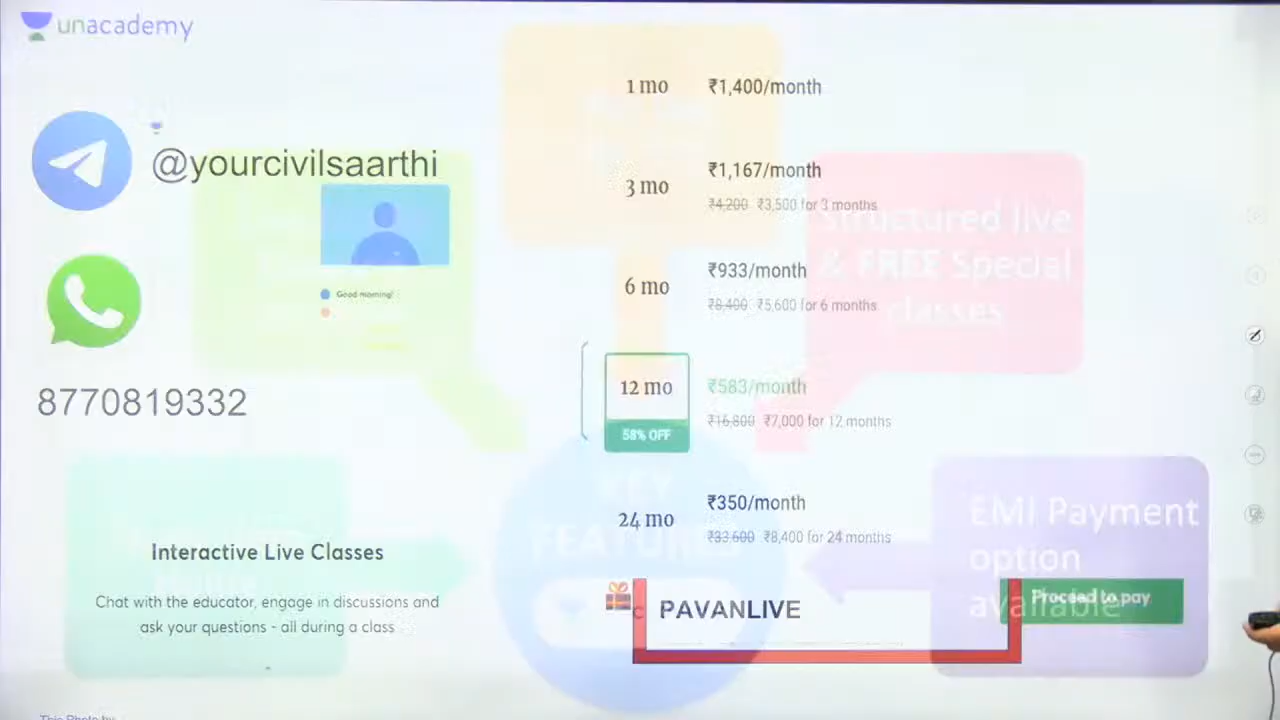 unacademy
@yourcivilsaarthi
Good morning!
8770819332
Interactive Live Classes
Chat with the educator, engage in discussions and
ask your questions - all during a class
1 mo ₹1,400/month
3 mo ₹1,167/month
₹4,200 ₹3,500 for 3 months
6 mo ₹933/month
₹8,400 ₹5,600 for 6 months
12 mo ₹583/month
58% OFF ₹16,800 ₹7,000 for 12 months
24 mo ₹350/month
₹33,600 ₹8,400 for 24 months
PAVANLIVE
Proceed to pay
Structured live
& FREE Special
classes
KEY
FEATURES
EMI Payment
option
available
This Photo by